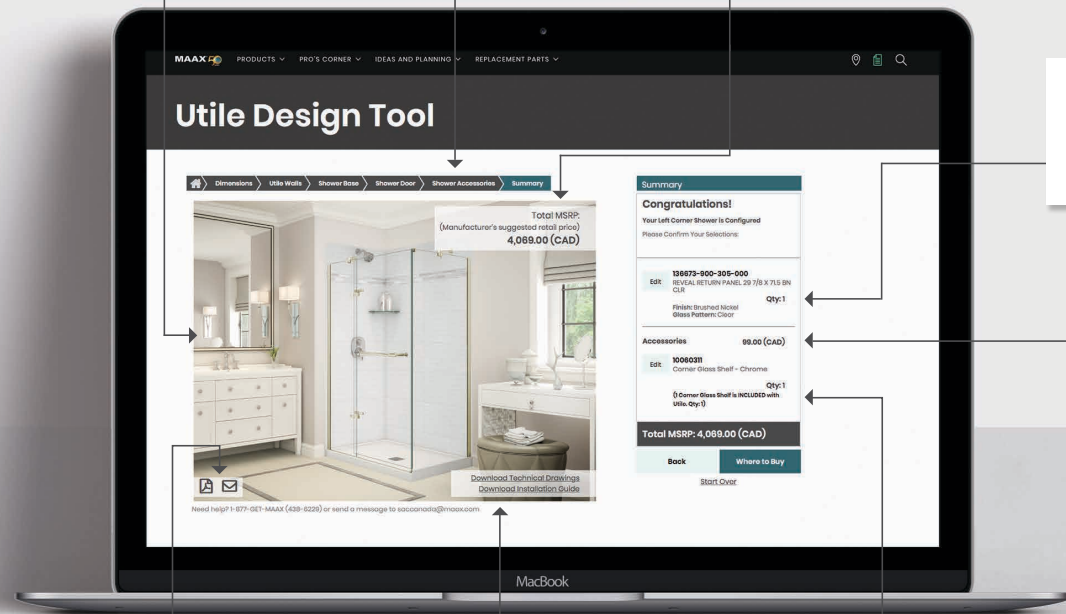 MAAX PRO PRODUCTS PRO'S CORNER IDEAS AND PLANNING REPLACEMENT PARTS
Utile Design Tool
Dimensions Utile Walls Shower Base Shower Door Shower Accessories Summary
Total MSRP:
(Manufacturer's suggested retail price)
4,069.00 (CAD)
Download Technical Drawings
Download Installation Guide
Need help? 1-877-GET-MAAX (438-6229) or send a message to saccanada@maax.com
Summary
Congratulations!
Your Left Corner Shower is Configured
Please Confirm Your Selections:
136673-900-305-000
Edit REVEAL RETURN PANEL 29 7/8 X 71.5 BN
CLR
Qty: 1
Finish: Brushed Nickel
Glass Pattern: Clear
Accessories 99.00 (CAD)
10060311
Edit Corner Glass Shelf - Chrome
Qty: 1
(1 Corner Glass Shelf is INCLUDED with
Utile. Qty: 1)
Total MSRP: 4,069.00 (CAD)
Back Where to Buy
Start Over
MacBook